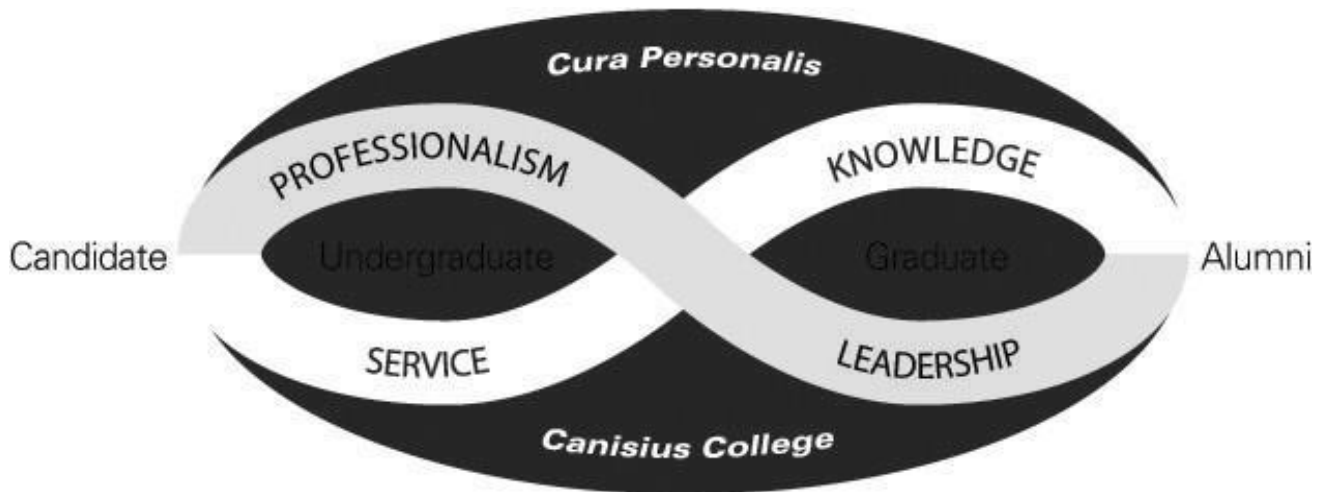 Cura Personalis
PROFESSIONALISM
KNOWLEDGE
Candidate
Undergraduate
Graduate
Alumni
SERVICE
LEADERSHIP
Canisius College